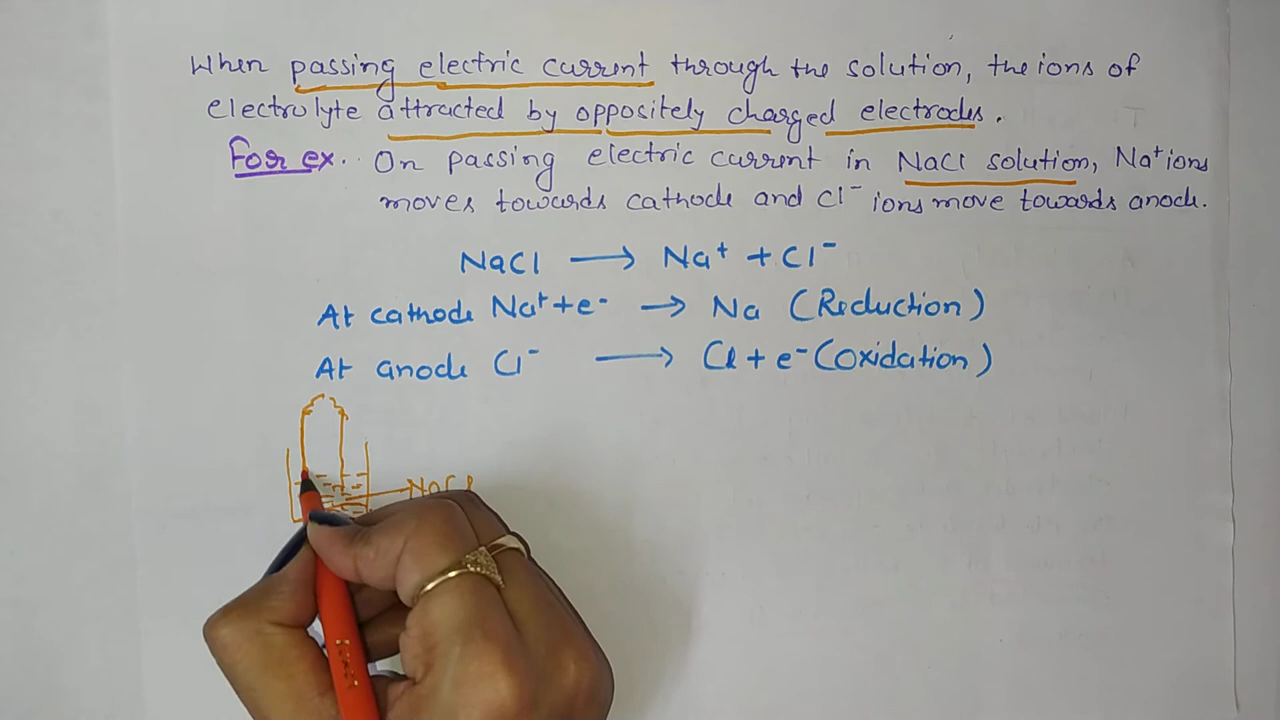 When passing electric current through the solution, the ions of
electrolyte attracted by oppositely charged electrodes.
For ex. On passing electric current in NaCl solution, Na⁺ ions
moves towards cathode and Cl⁻ ions move towards anode.
NaCl → Na⁺ + Cl⁻
At cathode Na⁺+e⁻ → Na (Reduction)
At anode Cl⁻ → Cl + e⁻ (Oxidation)
NaCl